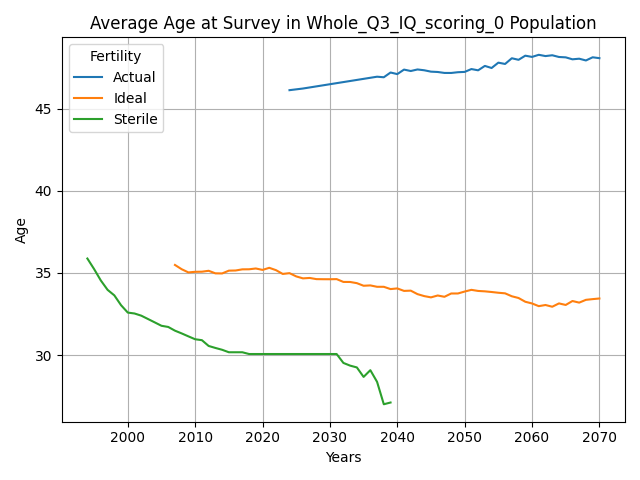 Average Age at Survey in Whole_Q3_IQ_scoring_0 Population
Fertility
Actual
Ideal
Sterile
45
40
35
30
Age
2000 2010 2020 2030 2040 2050 2060 2070
Years